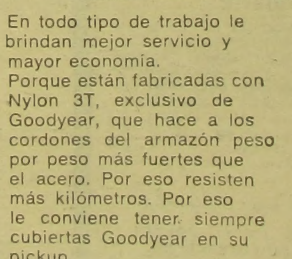 En todo tipo de trabajo le
brindan mejor servicio y
mayor economía.
Porque están fabricadas con
Nylon 3T, exclusivo de
Goodyear, que hace a los
cordones del armazón peso
por peso más fuertes que
el acero. Por eso resisten
más kilómetros. Por eso
le conviene tener siempre
cubiertas Goodyear en su
pickup